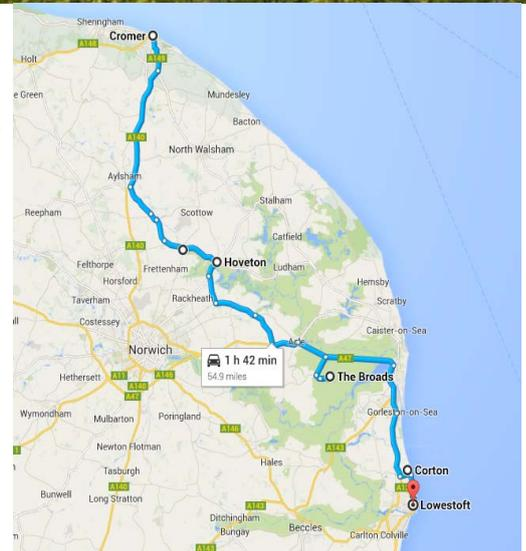 Sheringham
Cromer
A148
A149
Holt
e Green
Mundesley
Bacton
A140
North Walsham
Aylsham
Stalham
Reepham
Scottow
Catfield
A140
Hoveton
Felthorpe
Frettenham
Ludham
Horsford
Hemsby
Taverham
Rackheath
Scratby
Costessey
Caister-on-Sea
Norwich
Acle
A47
1 h 42 min
54.9 miles
The Broads
Hethersett
A11
A146
A140
A47
Gorleston-on-Sea
Wymondham
Mulbarton
Poringland
A146
Newton Flotman
A143
Hales
Tasburgh
Corton
A140
Bunwell
Long Stratton
A143
Lowestoft
Ditchingham
Bungay
Beccles
Carlton Colville
A143